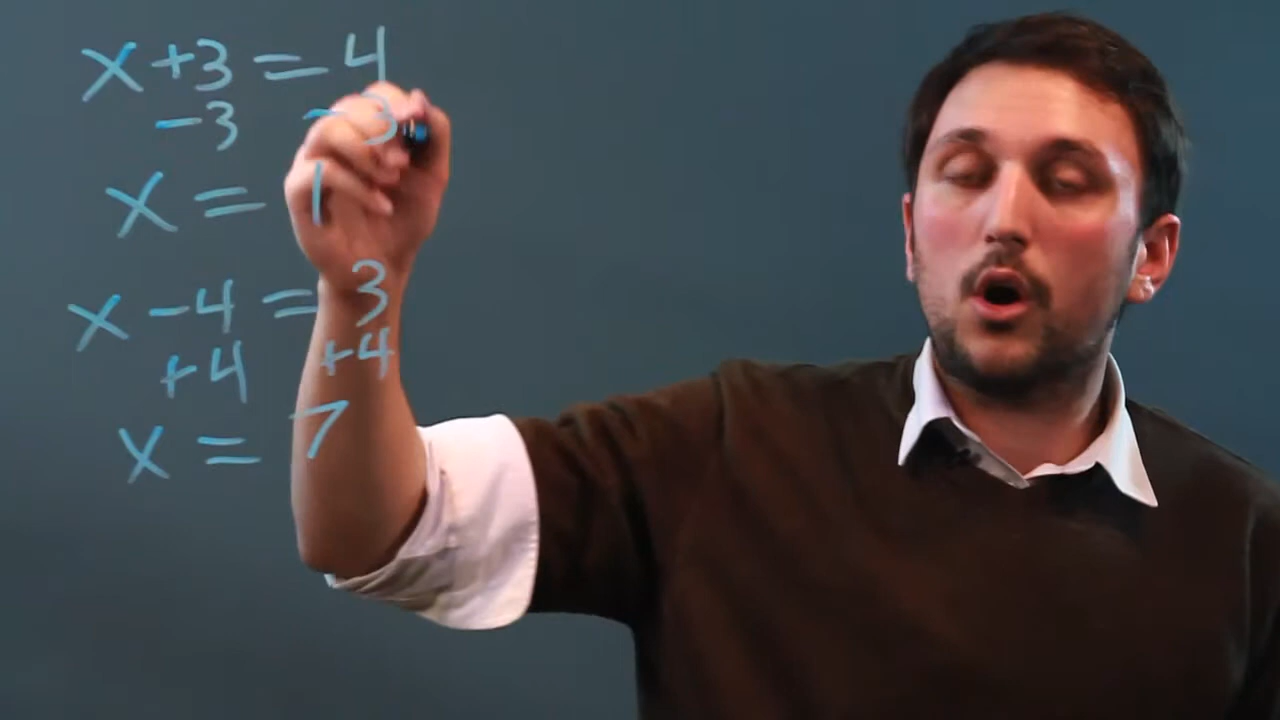 x + 3 = 4
- 3 - 3
x = 1
x - 4 = 3
+ 4 + 4
x = 7